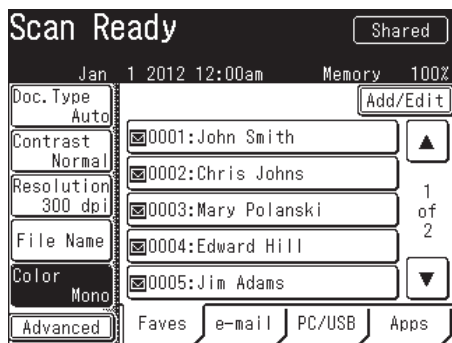 Scan Ready
Shared
Jan 1 2012 12:00am Memory 100%
Add/Edit
Doc.Type
Auto
Contrast
Normal
Resolution
300 dpi
File Name
Color
Mono
Advanced
0001:John Smith
0002:Chris Johns
0003:Mary Polanski
0004:Edward Hill
0005:Jim Adams
1
of
2
Faves e-mail PC/USB Apps